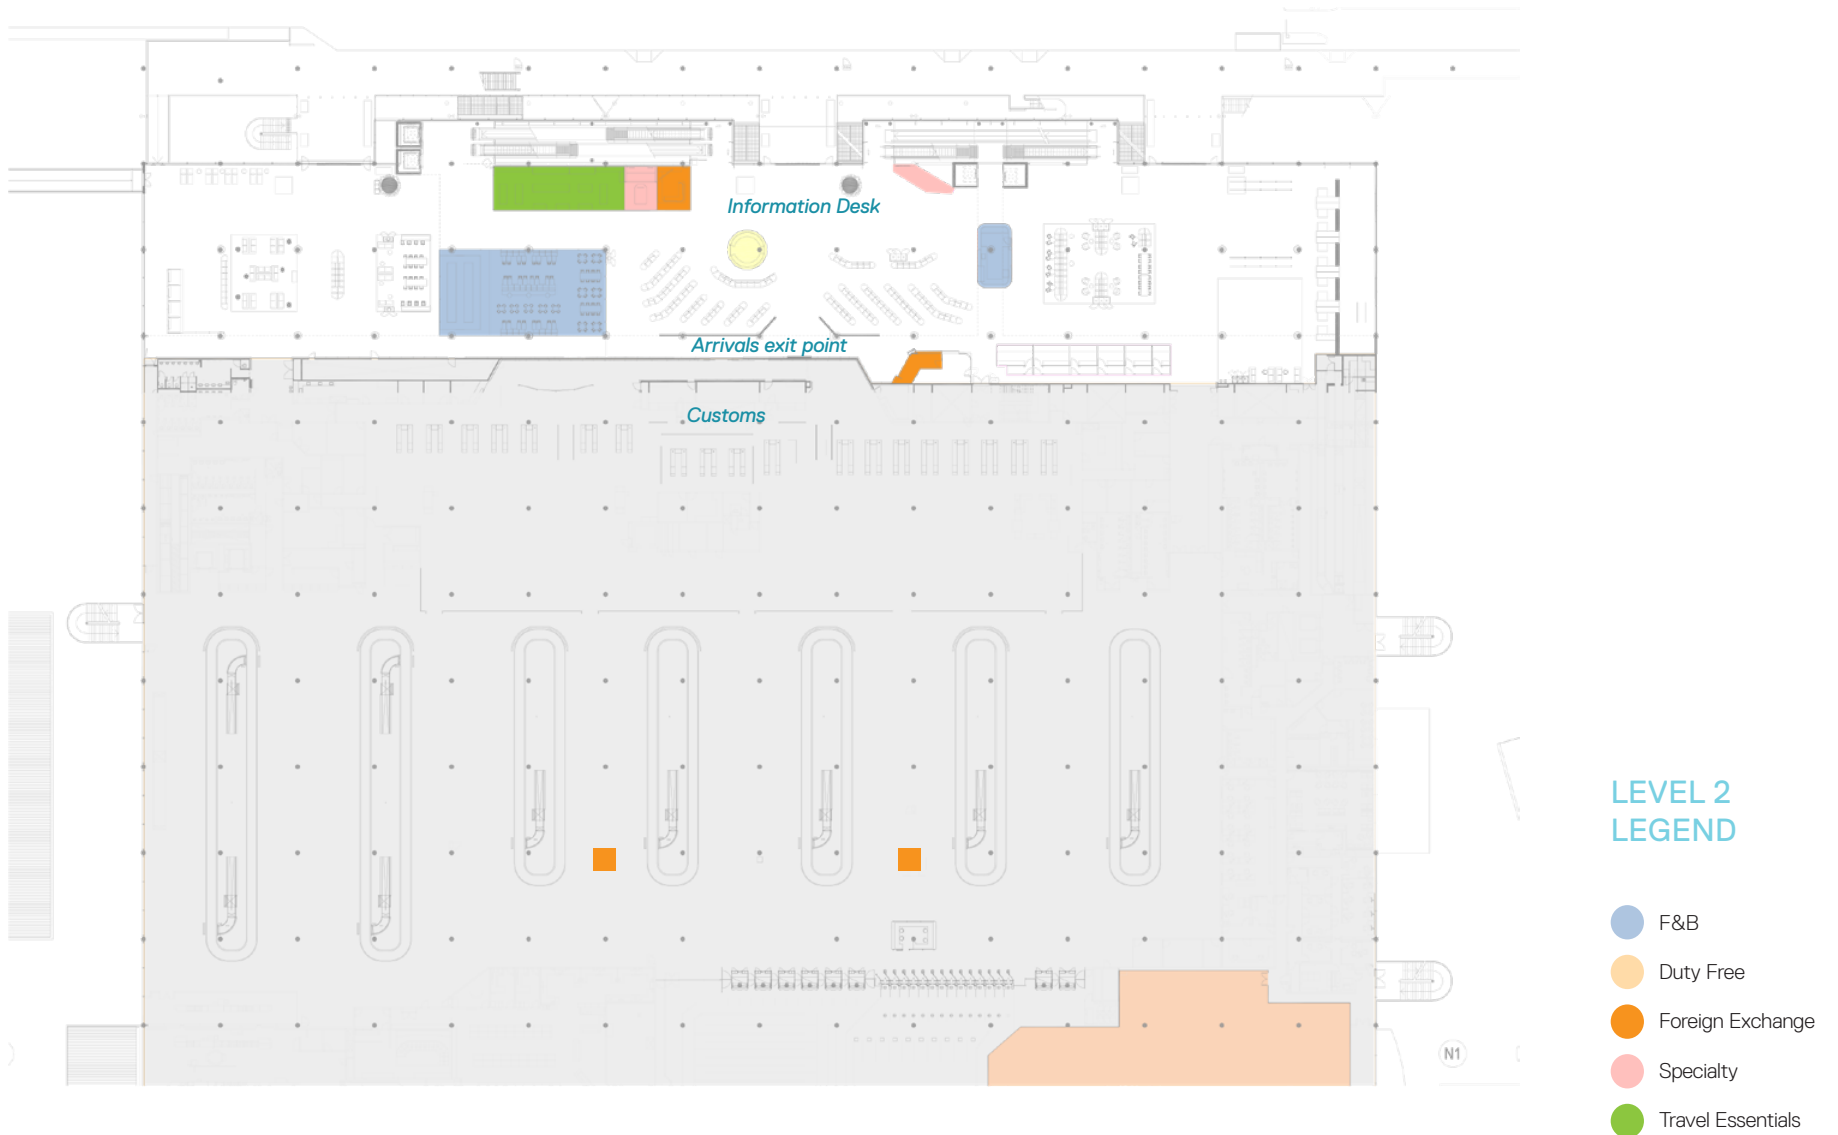 Information Desk
Arrivals exit point
Customs
N1
LEVEL 2
LEGEND
F&B
Duty Free
Foreign Exchange
Specialty
Travel Essentials